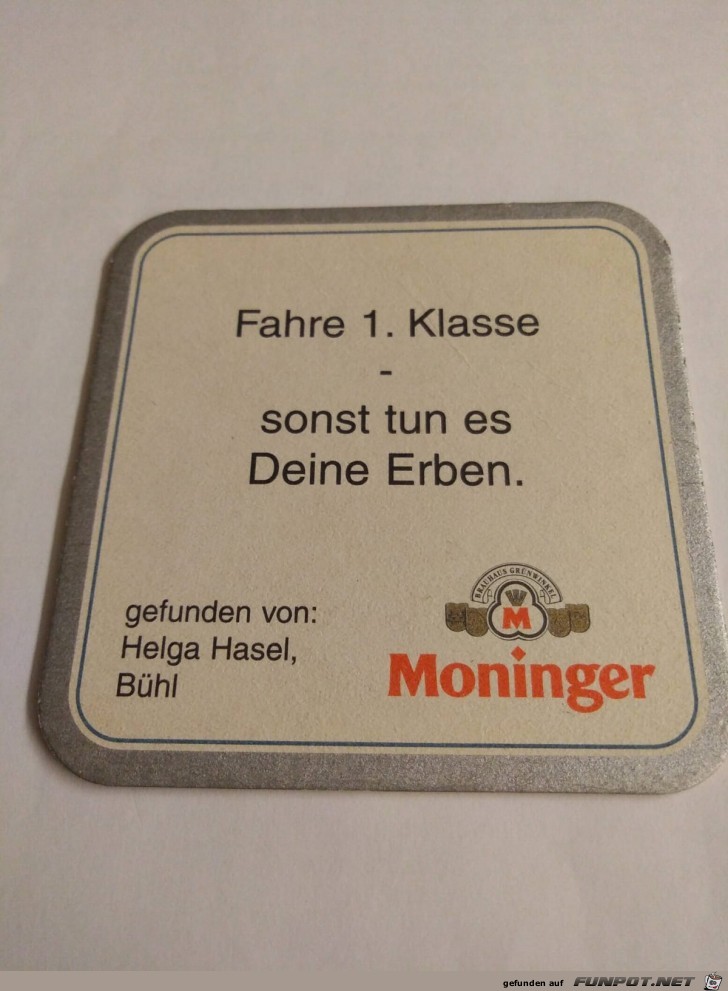 Fahre 1. Klasse
-
sonst tun es
Deine Erben.
gefunden von:
Helga Hasel,
Bühl
BRAUHAUS GRÜNWINKEL
M
Moninger
gefunden auf FUNPOT.NET